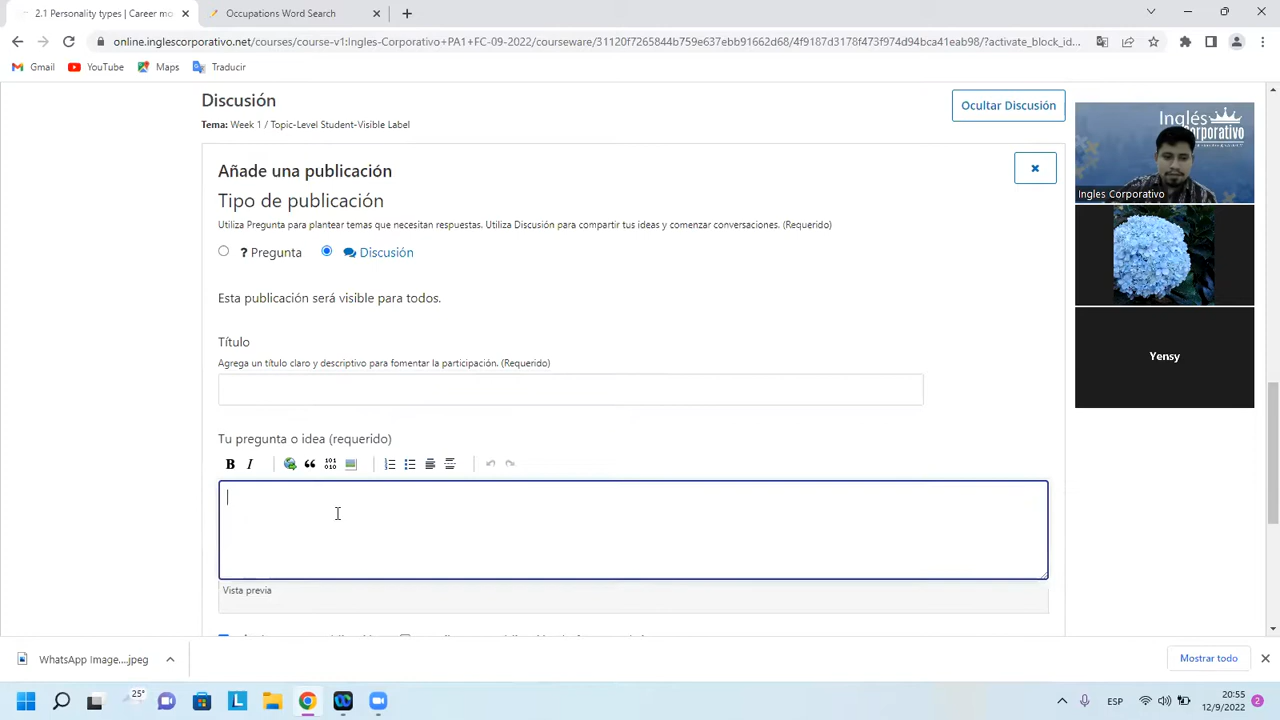 2.1 Personality types | Career mo
Occupations Word Search
online.inglescorporativo.net/courses/course-v1:Ingles-Corporativo+PA1+FC-09-2022/courseware/31120f7265844b759e637ebb91662d68/4f9187d3178f473f974d94bca41eab98/?activate_block_id...
Gmail
YouTube
Maps
Traducir
Discusión
Ocultar Discusión
Tema: Week 1 / Topic-Level Student-Visible Label
Añade una publicación
Tipo de publicación
Utiliza Pregunta para plantear temas que necesitan respuestas. Utiliza Discusión para compartir tus ideas y comenzar conversaciones. (Requerido)
? Pregunta
Discusión
Esta publicación será visible para todos.
Título
Agrega un título claro y descriptivo para fomentar la participación. (Requerido)
Tu pregunta o idea (requerido)
B I
Vista previa
Inglés
Corporativo
Ingles Corporativo
Yensy
WhatsApp Image....jpeg
Mostrar todo
25°
ESP
20:55
12/9/2022
2